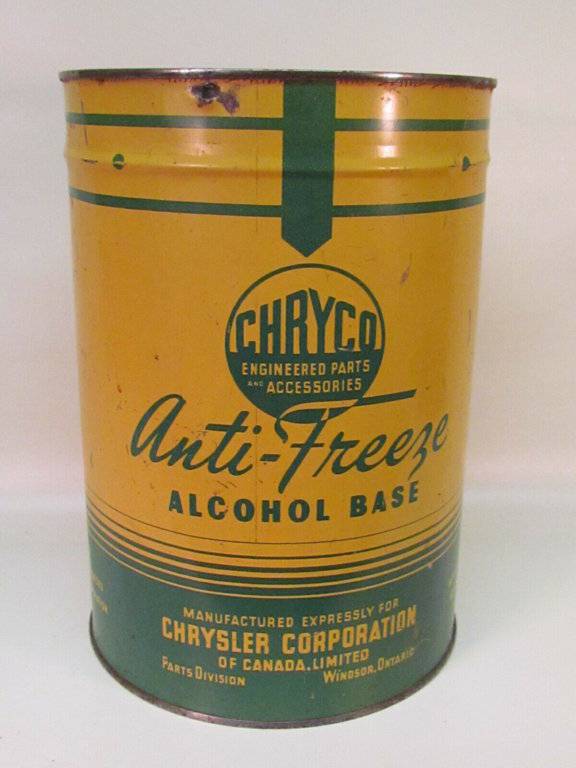 CHRYCO
ENGINEERED PARTS
AND ACCESSORIES
Anti-Freeze
ALCOHOL BASE
MANUFACTURED EXPRESSLY FOR
CHRYSLER CORPORATION
OF CANADA, LIMITED
PARTS DIVISION WINDSOR, ONTARIO